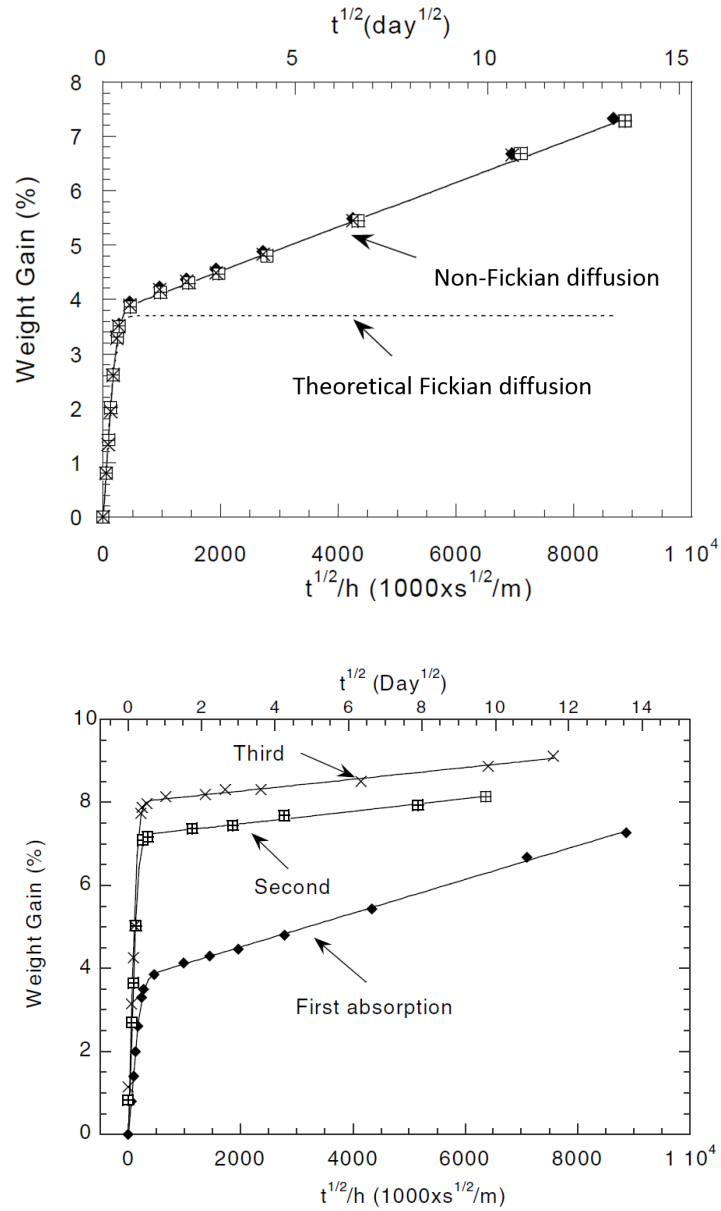 t^1/2(day^1/2)
0 5 10 15
8
7
6
5
4
3
2
1
0
Weight Gain (%)
Non-Fickian diffusion
Theoretical Fickian diffusion
0 2000 4000 6000 8000 1 10^4
t^1/2/h (1000xs^1/2/m)
t^1/2 (Day^1/2)
0 2 4 6 8 10 12 14
10
8
6
4
2
0
Weight Gain (%)
Third
Second
First absorption
0 2000 4000 6000 8000 1 10^4
t^1/2/h (1000xs^1/2/m)